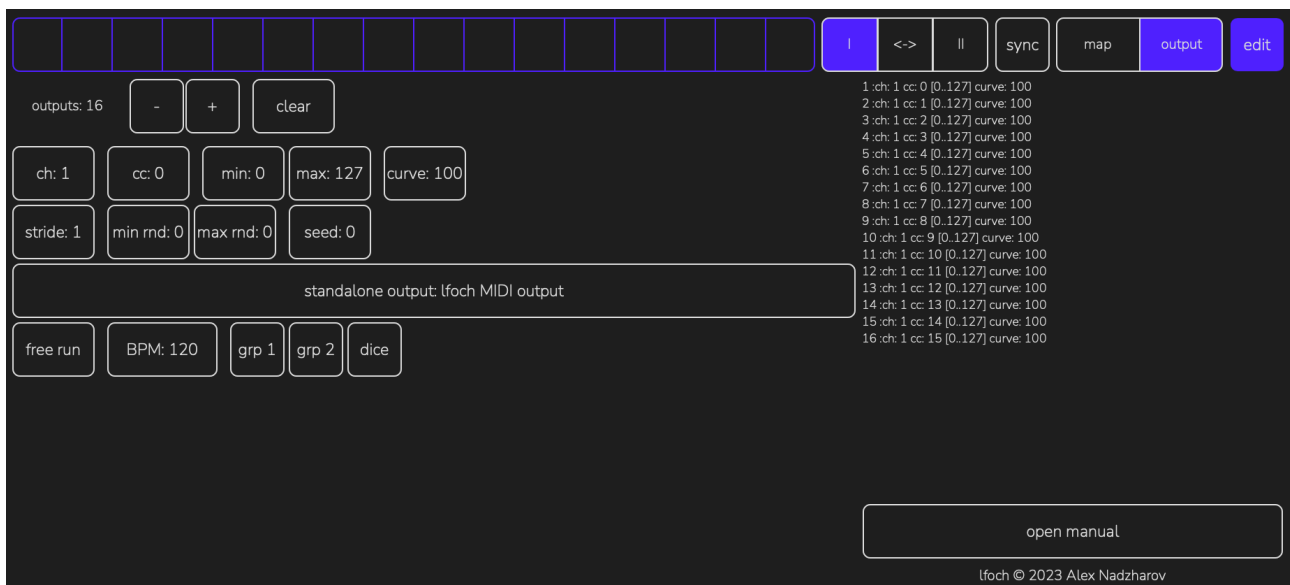 I <-> II sync map output edit
outputs: 16 - + clear
ch: 1 cc: 0 min: 0 max: 127 curve: 100
stride: 1 min rnd: 0 max rnd: 0 seed: 0
standalone output: lfoch MIDI output
free run BPM: 120 grp 1 grp 2 dice
1 :ch: 1 cc: 0 [0..127] curve: 100
2 :ch: 1 cc: 1 [0..127] curve: 100
3 :ch: 1 cc: 2 [0..127] curve: 100
4 :ch: 1 cc: 3 [0..127] curve: 100
5 :ch: 1 cc: 4 [0..127] curve: 100
6 :ch: 1 cc: 5 [0..127] curve: 100
7 :ch: 1 cc: 6 [0..127] curve: 100
8 :ch: 1 cc: 7 [0..127] curve: 100
9 :ch: 1 cc: 8 [0..127] curve: 100
10 :ch: 1 cc: 9 [0..127] curve: 100
11 :ch: 1 cc: 10 [0..127] curve: 100
12 :ch: 1 cc: 11 [0..127] curve: 100
13 :ch: 1 cc: 12 [0..127] curve: 100
14 :ch: 1 cc: 13 [0..127] curve: 100
15 :ch: 1 cc: 14 [0..127] curve: 100
16 :ch: 1 cc: 15 [0..127] curve: 100
open manual
lfoch © 2023 Alex Nadzharov